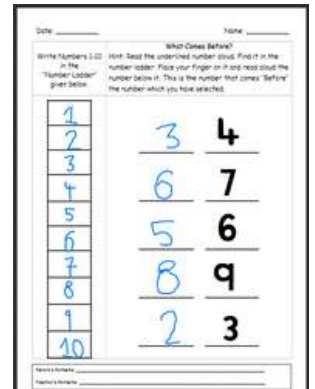 Date: Name:
What Comes Before?
Write Numbers 1-10
in the
"Number Ladder"
given below.
Hint: Read the underlined number aloud. Find it in the
number ladder. Place your finger on it and read aloud the
number below it. This is the number that comes "Before"
the number which you have selected.
1
2
3
4
5
6
7
8
9
10
3 4
6 7
5 6
8 9
2 3
Parent's Remarks:
Teacher's Remarks: